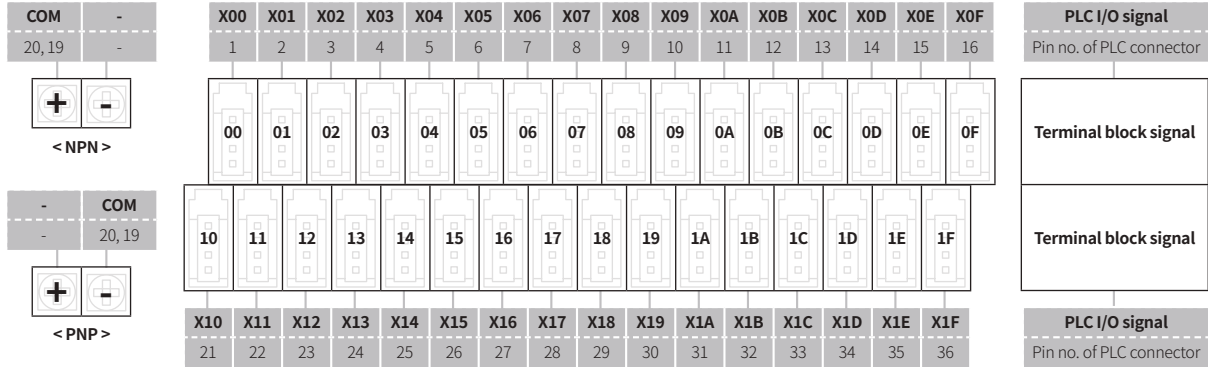 COM - X00 X01 X02 X03 X04 X05 X06 X07 X08 X09 X0A X0B X0C X0D X0E X0F PLC I/O signal
20, 19 - 1 2 3 4 5 6 7 8 9 10 11 12 13 14 15 16 Pin no. of PLC connector
+ -
00 01 02 03 04 05 06 07 08 09 0A 0B 0C 0D 0E 0F Terminal block signal
< NPN >
- COM
- 20, 19
10 11 12 13 14 15 16 17 18 19 1A 1B 1C 1D 1E 1F Terminal block signal
+ -
< PNP >
X10 X11 X12 X13 X14 X15 X16 X17 X18 X19 X1A X1B X1C X1D X1E X1F PLC I/O signal
21 22 23 24 25 26 27 28 29 30 31 32 33 34 35 36 Pin no. of PLC connector